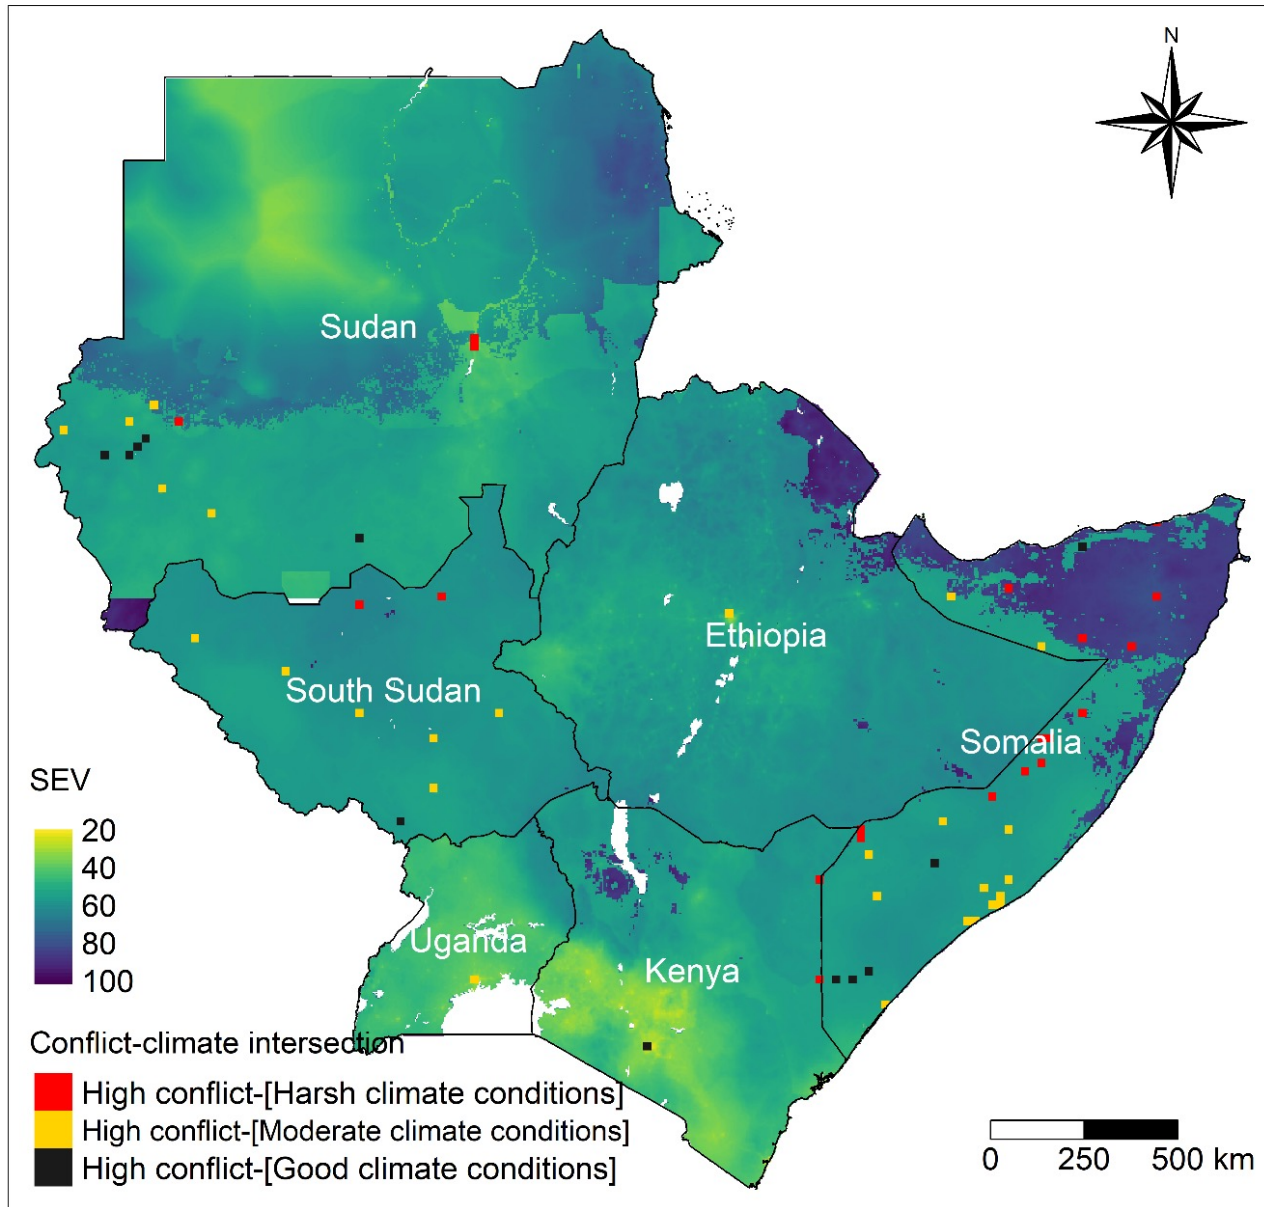 N
Sudan
Ethiopia
South Sudan
Somalia
Uganda
Kenya
SEV
20
40
60
80
100
Conflict-climate intersection
High conflict-[Harsh climate conditions]
High conflict-[Moderate climate conditions]
High conflict-[Good climate conditions]
0 250 500 km